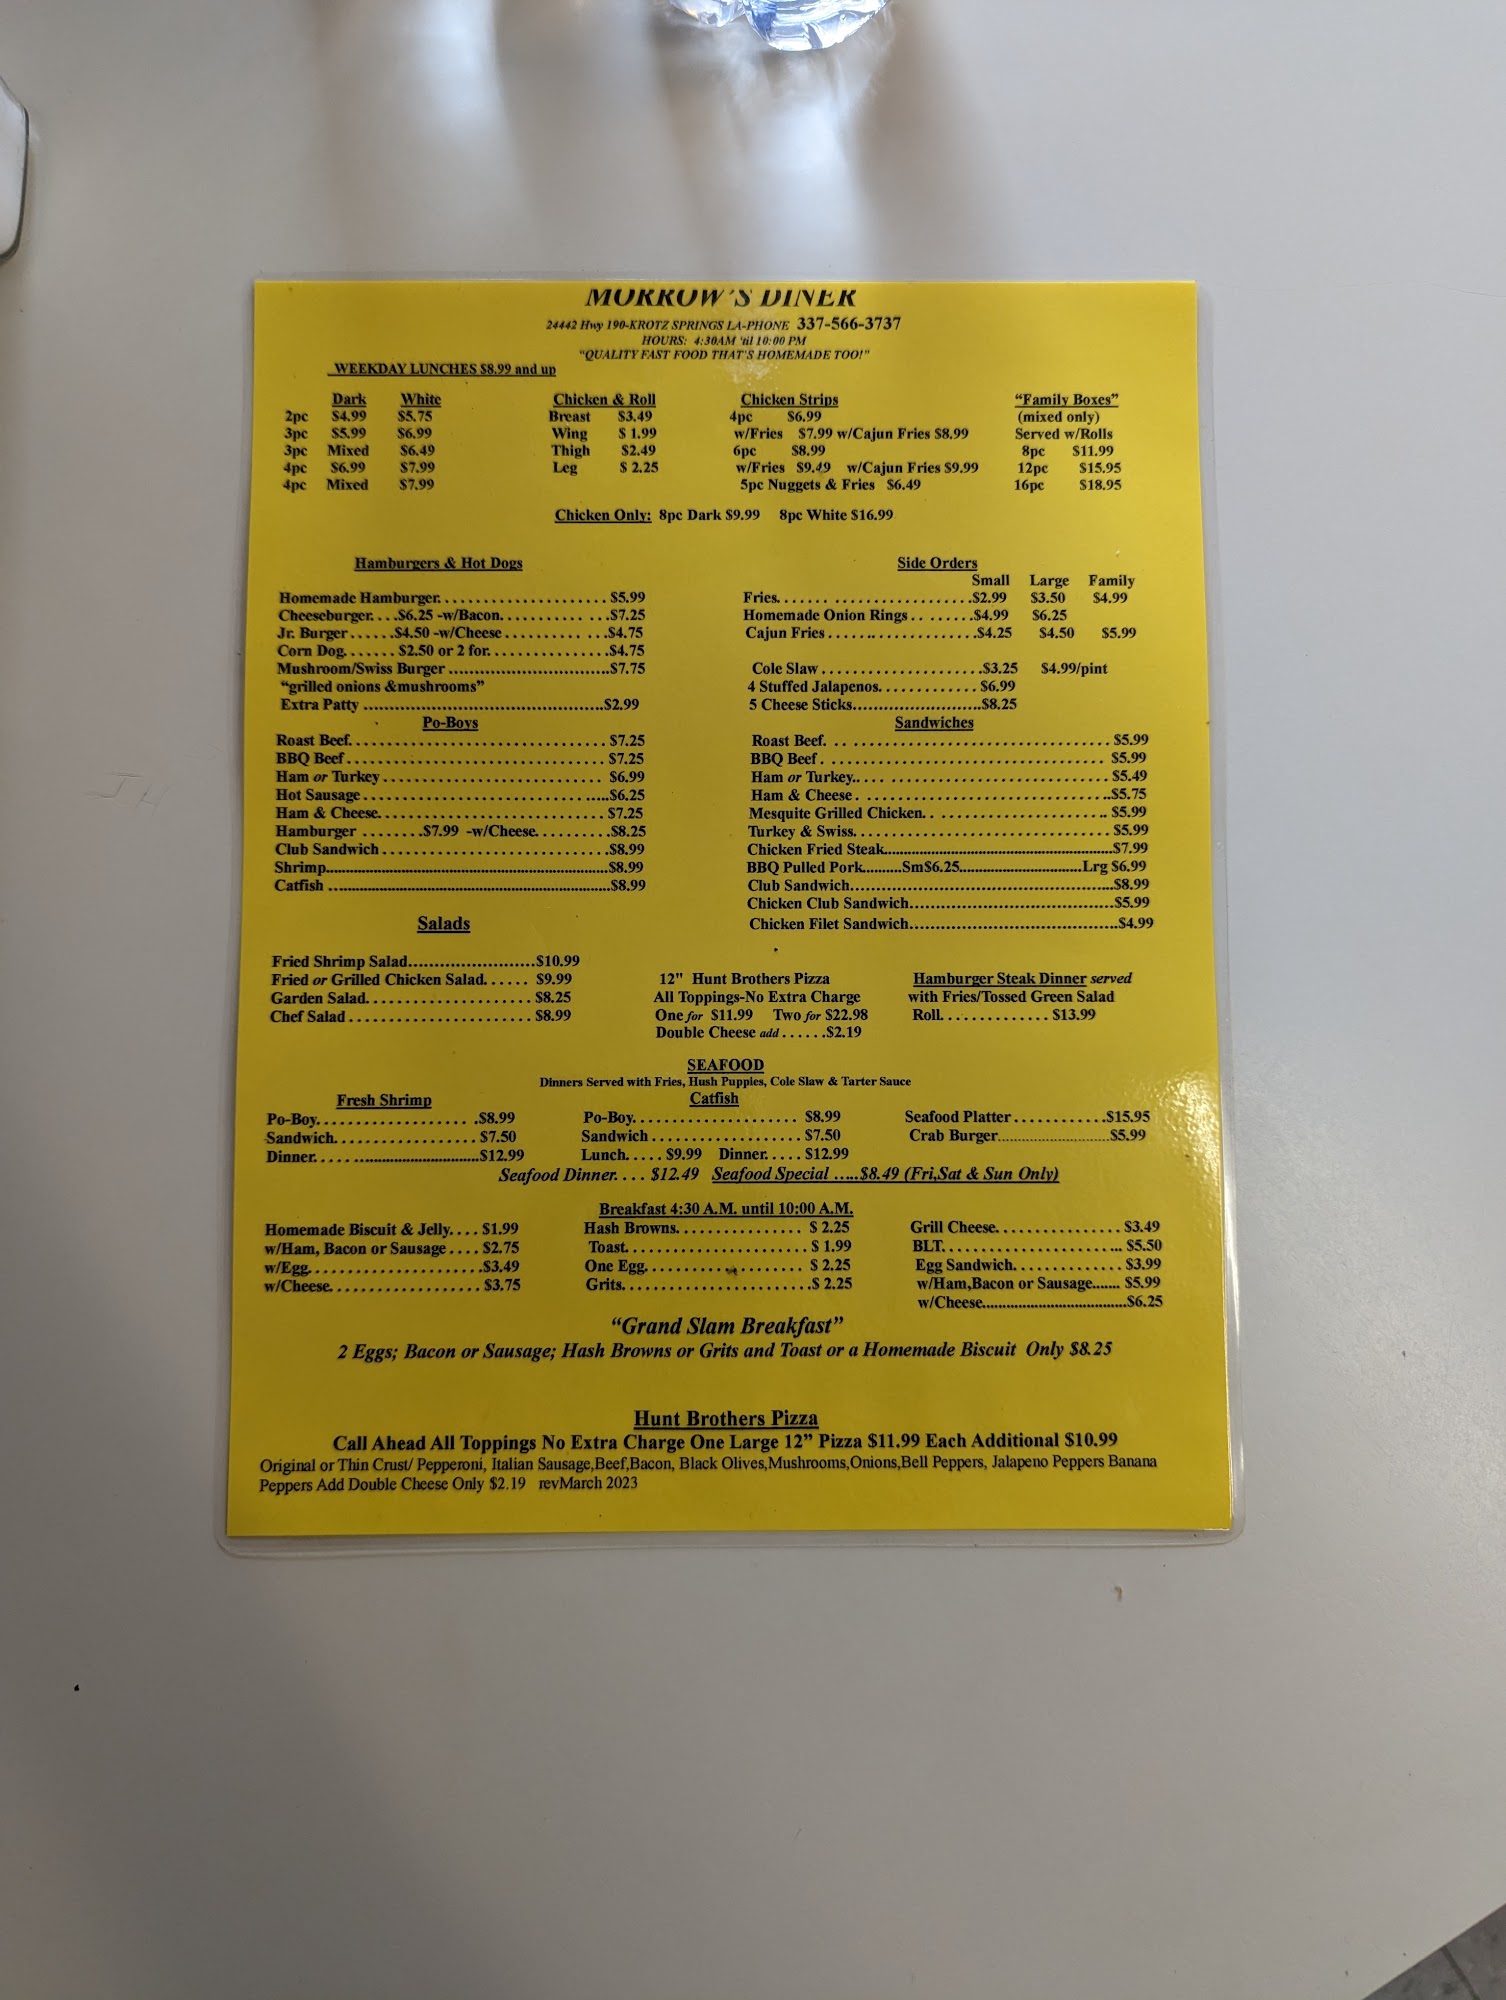 MORROW'S DINER
24442 Hwy 190-KROTZ SPRINGS LA-PHONE 337-566-3737
HOURS: 4:30AM 'til 10:00 PM
"QUALITY FAST FOOD THAT'S HOMEMADE TOO!"
WEEKDAY LUNCHES $8.99 and up
Dark White
2pc $4.99 $5.75
3pc $5.99 $6.99
3pc Mixed $6.49
4pc $6.99 $7.99
4pc Mixed $7.99
Chicken & Roll
Breast $3.49
Wing $ 1.99
Thigh $2.49
Leg $ 2.25
Chicken Strips
4pc $6.99
w/Fries $7.99 w/Cajun Fries $8.99
6pc $8.99
w/Fries $9.49 w/Cajun Fries $9.99
5pc Nuggets & Fries $6.49
“Family Boxes”
(mixed only)
Served w/Rolls
8pc $11.99
12pc $15.95
16pc $18.95
Chicken Only: 8pc Dark $9.99 8pc White $16.99
Hamburgers & Hot Dogs
Homemade Hamburger........................ $5.99
Cheeseburger....$6.25 -w/Bacon.............. $7.25
Jr. Burger......$4.50 -w/Cheese..............$4.75
Corn Dog....... $2.50 or 2 for................$4.75
Mushroom/Swiss Burger ........................$7.75
“grilled onions &mushrooms”
Extra Patty ....................................$2.99
Po-Boys
Roast Beef.................................. $7.25
BBQ Beef.................................. $7.25
Ham or Turkey............................. $6.99
Hot Sausage................................$6.25
Ham & Cheese.............................. $7.25
Hamburger ........$7.99 -w/Cheese..........$8.25
Club Sandwich..............................$8.99
Shrimp......................................$8.99
Catfish ......................................$8.99
Side Orders
Small Large Family
Fries............................$2.99 $3.50 $4.99
Homemade Onion Rings.........$4.99 $6.25
Cajun Fries.....................$4.25 $4.50 $5.99
Cole Slaw.......................$3.25 $4.99/pint
4 Stuffed Jalapenos............. $6.99
5 Cheese Sticks..........................$8.25
Sandwiches
Roast Beef. .................................. $5.99
BBQ Beef.................................... $5.99
Ham or Turkey.... ............................$5.49
Ham & Cheese. ...............................$5.75
Mesquite Grilled Chicken.. .................... $5.99
Turkey & Swiss................................ $5.99
Chicken Fried Steak.............................$7.99
BBQ Pulled Pork..........Sm$6.25................Lrg $6.99
Club Sandwich..................................$8.99
Chicken Club Sandwich..........................$5.99
Chicken Filet Sandwich..........................$4.99
Salads
Fried Shrimp Salad..........................$10.99
Fried or Grilled Chicken Salad...... $9.99
Garden Salad...................... $8.25
Chef Salad........................ $8.99
12" Hunt Brothers Pizza
All Toppings-No Extra Charge
One for $11.99 Two for $22.98
Double Cheese add ......$2.19
Hamburger Steak Dinner served
with Fries/Tossed Green Salad
Roll............. $13.99
SEAFOOD
Dinners Served with Fries, Hush Puppies, Cole Slaw & Tarter Sauce
Fresh Shrimp
Po-Boy.....................$8.99
Sandwich.................. $7.50
Dinner..... ..........................$12.99
Catfish
Po-Boy..................... $8.99
Sandwich................... $7.50
Lunch..... $9.99 Dinner..... $12.99
Seafood Platter............$15.95
Crab Burger.............................$5.99
Seafood Dinner.... $12.49 Seafood Special .....$8.49 (Fri,Sat & Sun Only)
Breakfast 4:30 A.M. until 10:00 A.M.
Homemade Biscuit & Jelly.... $1.99
w/Ham, Bacon or Sausage.... $2.75
w/Egg......................$3.49
w/Cheese................... $3.75
Hash Browns................ $ 2.25
Toast....................... $ 1.99
One Egg.................... $ 2.25
Grits........................$ 2.25
Grill Cheese................ $3.49
BLT....................... $5.50
Egg Sandwich.............. $3.99
w/Ham,Bacon or Sausage....... $5.99
w/Cheese....................................$6.25
“Grand Slam Breakfast”
2 Eggs; Bacon or Sausage; Hash Browns or Grits and Toast or a Homemade Biscuit Only $8.25
Hunt Brothers Pizza
Call Ahead All Toppings No Extra Charge One Large 12” Pizza $11.99 Each Additional $10.99
Original or Thin Crust/ Pepperoni, Italian Sausage,Beef,Bacon, Black Olives,Mushrooms,Onions,Bell Peppers, Jalapeno Peppers Banana
Peppers Add Double Cheese Only $2.19 revMarch 2023